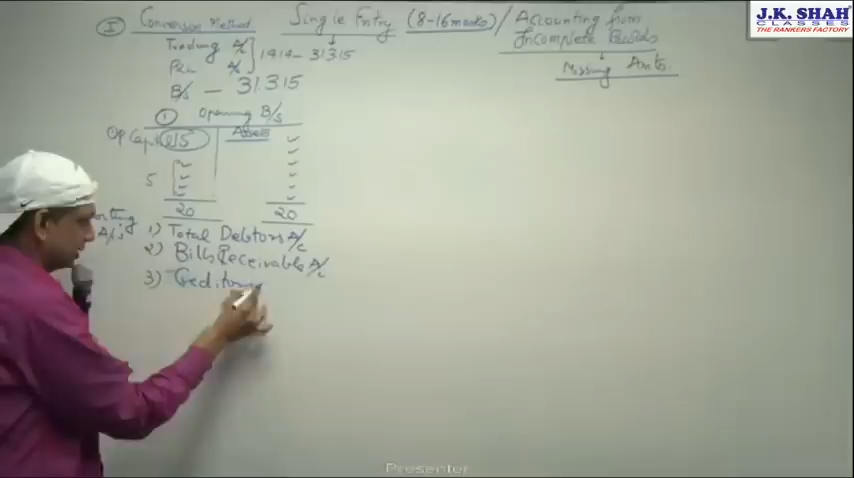 ① Conversion Method Single Entry (8-16 marks) / Accounting from Incomplete Records
Trading A/c
P&L A/c } 1.4.14 - 31.3.15
Missing Amts.
B/s - 31.3.15
① Opening B/s
Op Cap 15 Assets
5
20 20
A/c's 1) Total Debtors A/c
2) Bills Receivable A/c
3) Creditors
J.K. SHAH
CLASSES
THE RANKERS FACTORY
Presenter